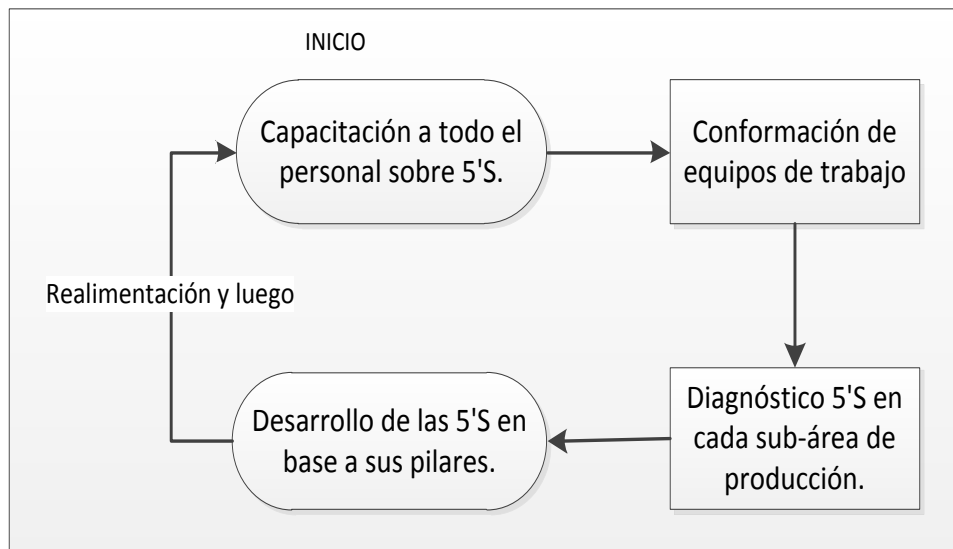 INICIO
Capacitación a todo el
personal sobre 5'S.
Conformación de
equipos de trabajo
Realimentación y luego
Desarrollo de las 5'S en
base a sus pilares.
Diagnóstico 5'S en
cada sub-área de
producción.